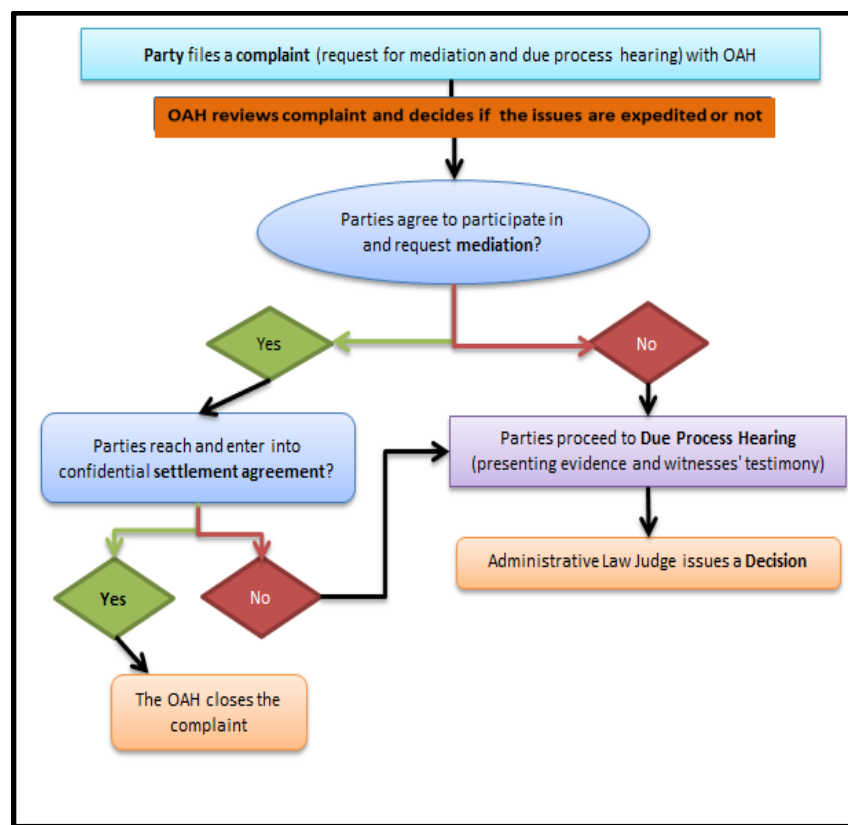 Party files a complaint (request for mediation and due process hearing) with OAH
OAH reviews complaint and decides if the issues are expedited or not
Parties agree to participate in
and request mediation?
Yes
No
Parties reach and enter into
confidential settlement agreement?
Parties proceed to Due Process Hearing
(presenting evidence and witnesses' testimony)
Administrative Law Judge issues a Decision
Yes
No
The OAH closes the
complaint